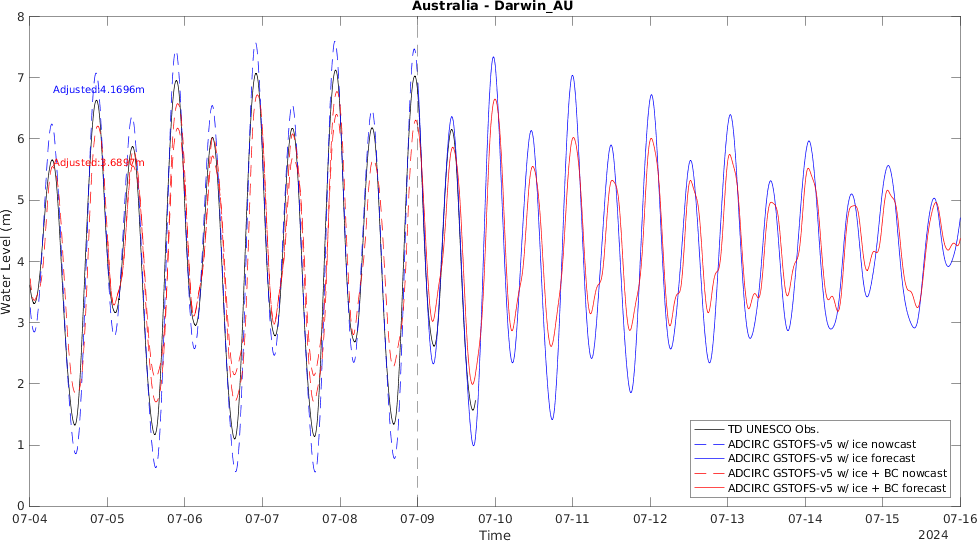 Australia - Darwin_AU
8
7
6
5
4
3
2
1
0
Water Level (m)
Adjusted:4.1696m
Adjusted:3.6897m
TD UNESCO Obs.
ADCIRC GSTOFS-v5 w/ ice nowcast
ADCIRC GSTOFS-v5 w/ ice forecast
ADCIRC GSTOFS-v5 w/ ice + BC nowcast
ADCIRC GSTOFS-v5 w/ ice + BC forecast
07-04 07-05 07-06 07-07 07-08 07-09 07-10 07-11 07-12 07-13 07-14 07-15 07-16
Time
2024